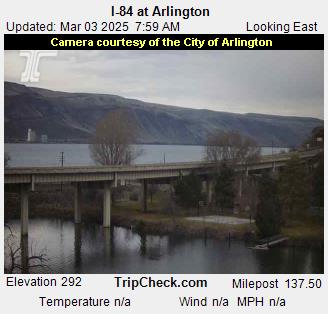 I-84 at Arlington
Updated: Mar 03 2025 7:59 AM Looking East
Camera courtesy of the City of Arlington
Elevation 292 TripCheck.com Milepost 137.50
Temperature n/a Wind n/a MPH n/a